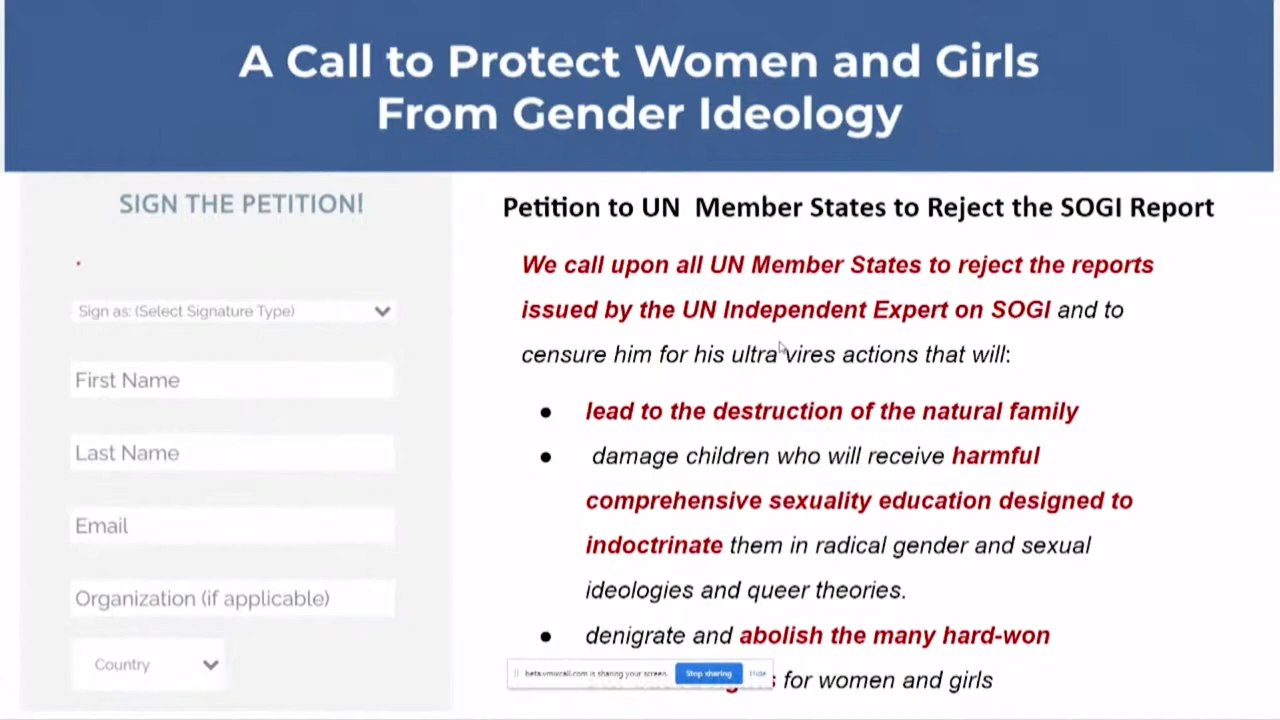 A Call to Protect Women and Girls
From Gender Ideology
SIGN THE PETITION!
Sign as: (Select Signature Type)
First Name
Last Name
Email
Organization (if applicable)
Country
Petition to UN Member States to Reject the SOGI Report
We call upon all UN Member States to reject the reports
issued by the UN Independent Expert on SOGI and to
censure him for his ultra vires actions that will:
● lead to the destruction of the natural family
● damage children who will receive harmful
comprehensive sexuality education designed to
indoctrinate them in radical gender and sexual
ideologies and queer theories.
● denigrate and abolish the many hard-won
for women and girls
is sharing your screen.
Stop sharing
Hide